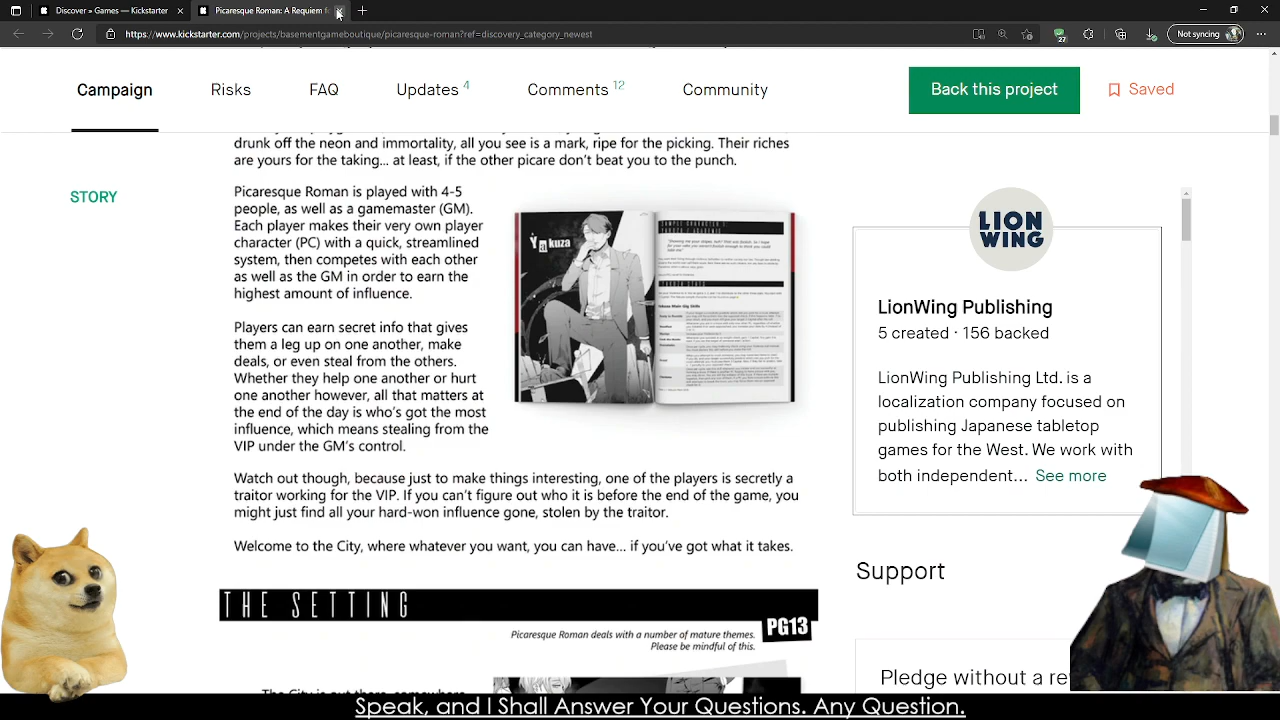 Discover » Games — Kickstarter
Picaresque Roman: A Requiem fo
https://www.kickstarter.com/projects/basementgameboutique/picaresque-roman?ref=discovery_category_newest
27
Not syncing
Campaign
Risks
FAQ
Updates 4
Comments 12
Community
Back this project
Saved
drunk off the neon and immortality, all you see is a mark, ripe for the picking. Their riches
are yours for the taking... at least, if the other picare don't beat you to the punch.
STORY
Picaresque Roman is played with 4-5
people, as well as a gamemaster (GM).
Each player makes their very own player
character (PC) with a quick, streamlined
system, then competes with each other
as well as the GM in order to earn the
highest amount of influence.
Players can earn secret info that gives
them a leg up on one another, make
deals, or even steal from the others.
Whether they help one another or hurt
one another however, all that matters at
the end of the day is who's got the most
influence, which means stealing from the
VIP under the GM's control.
Yakuza
Watch out though, because just to make things interesting, one of the players is secretly a
traitor working for the VIP. If you can't figure out who it is before the end of the game, you
might just find all your hard-won influence gone, stolen by the traitor.
Welcome to the City, where whatever you want, you can have... if you've got what it takes.
THE SETTING
PG13
Picaresque Roman deals with a number of mature themes.
Please be mindful of this.
The City is out there, somewhere
LION
WING
LionWing Publishing
8 created · 156 backed
LionWing Publishing Ltd. is a
localization company focused on
publishing Japanese tabletop
games for the West. We work with
both independent... See more
Support
Pledge without a re
Speak, and I Shall Answer Your Questions. Any Question.